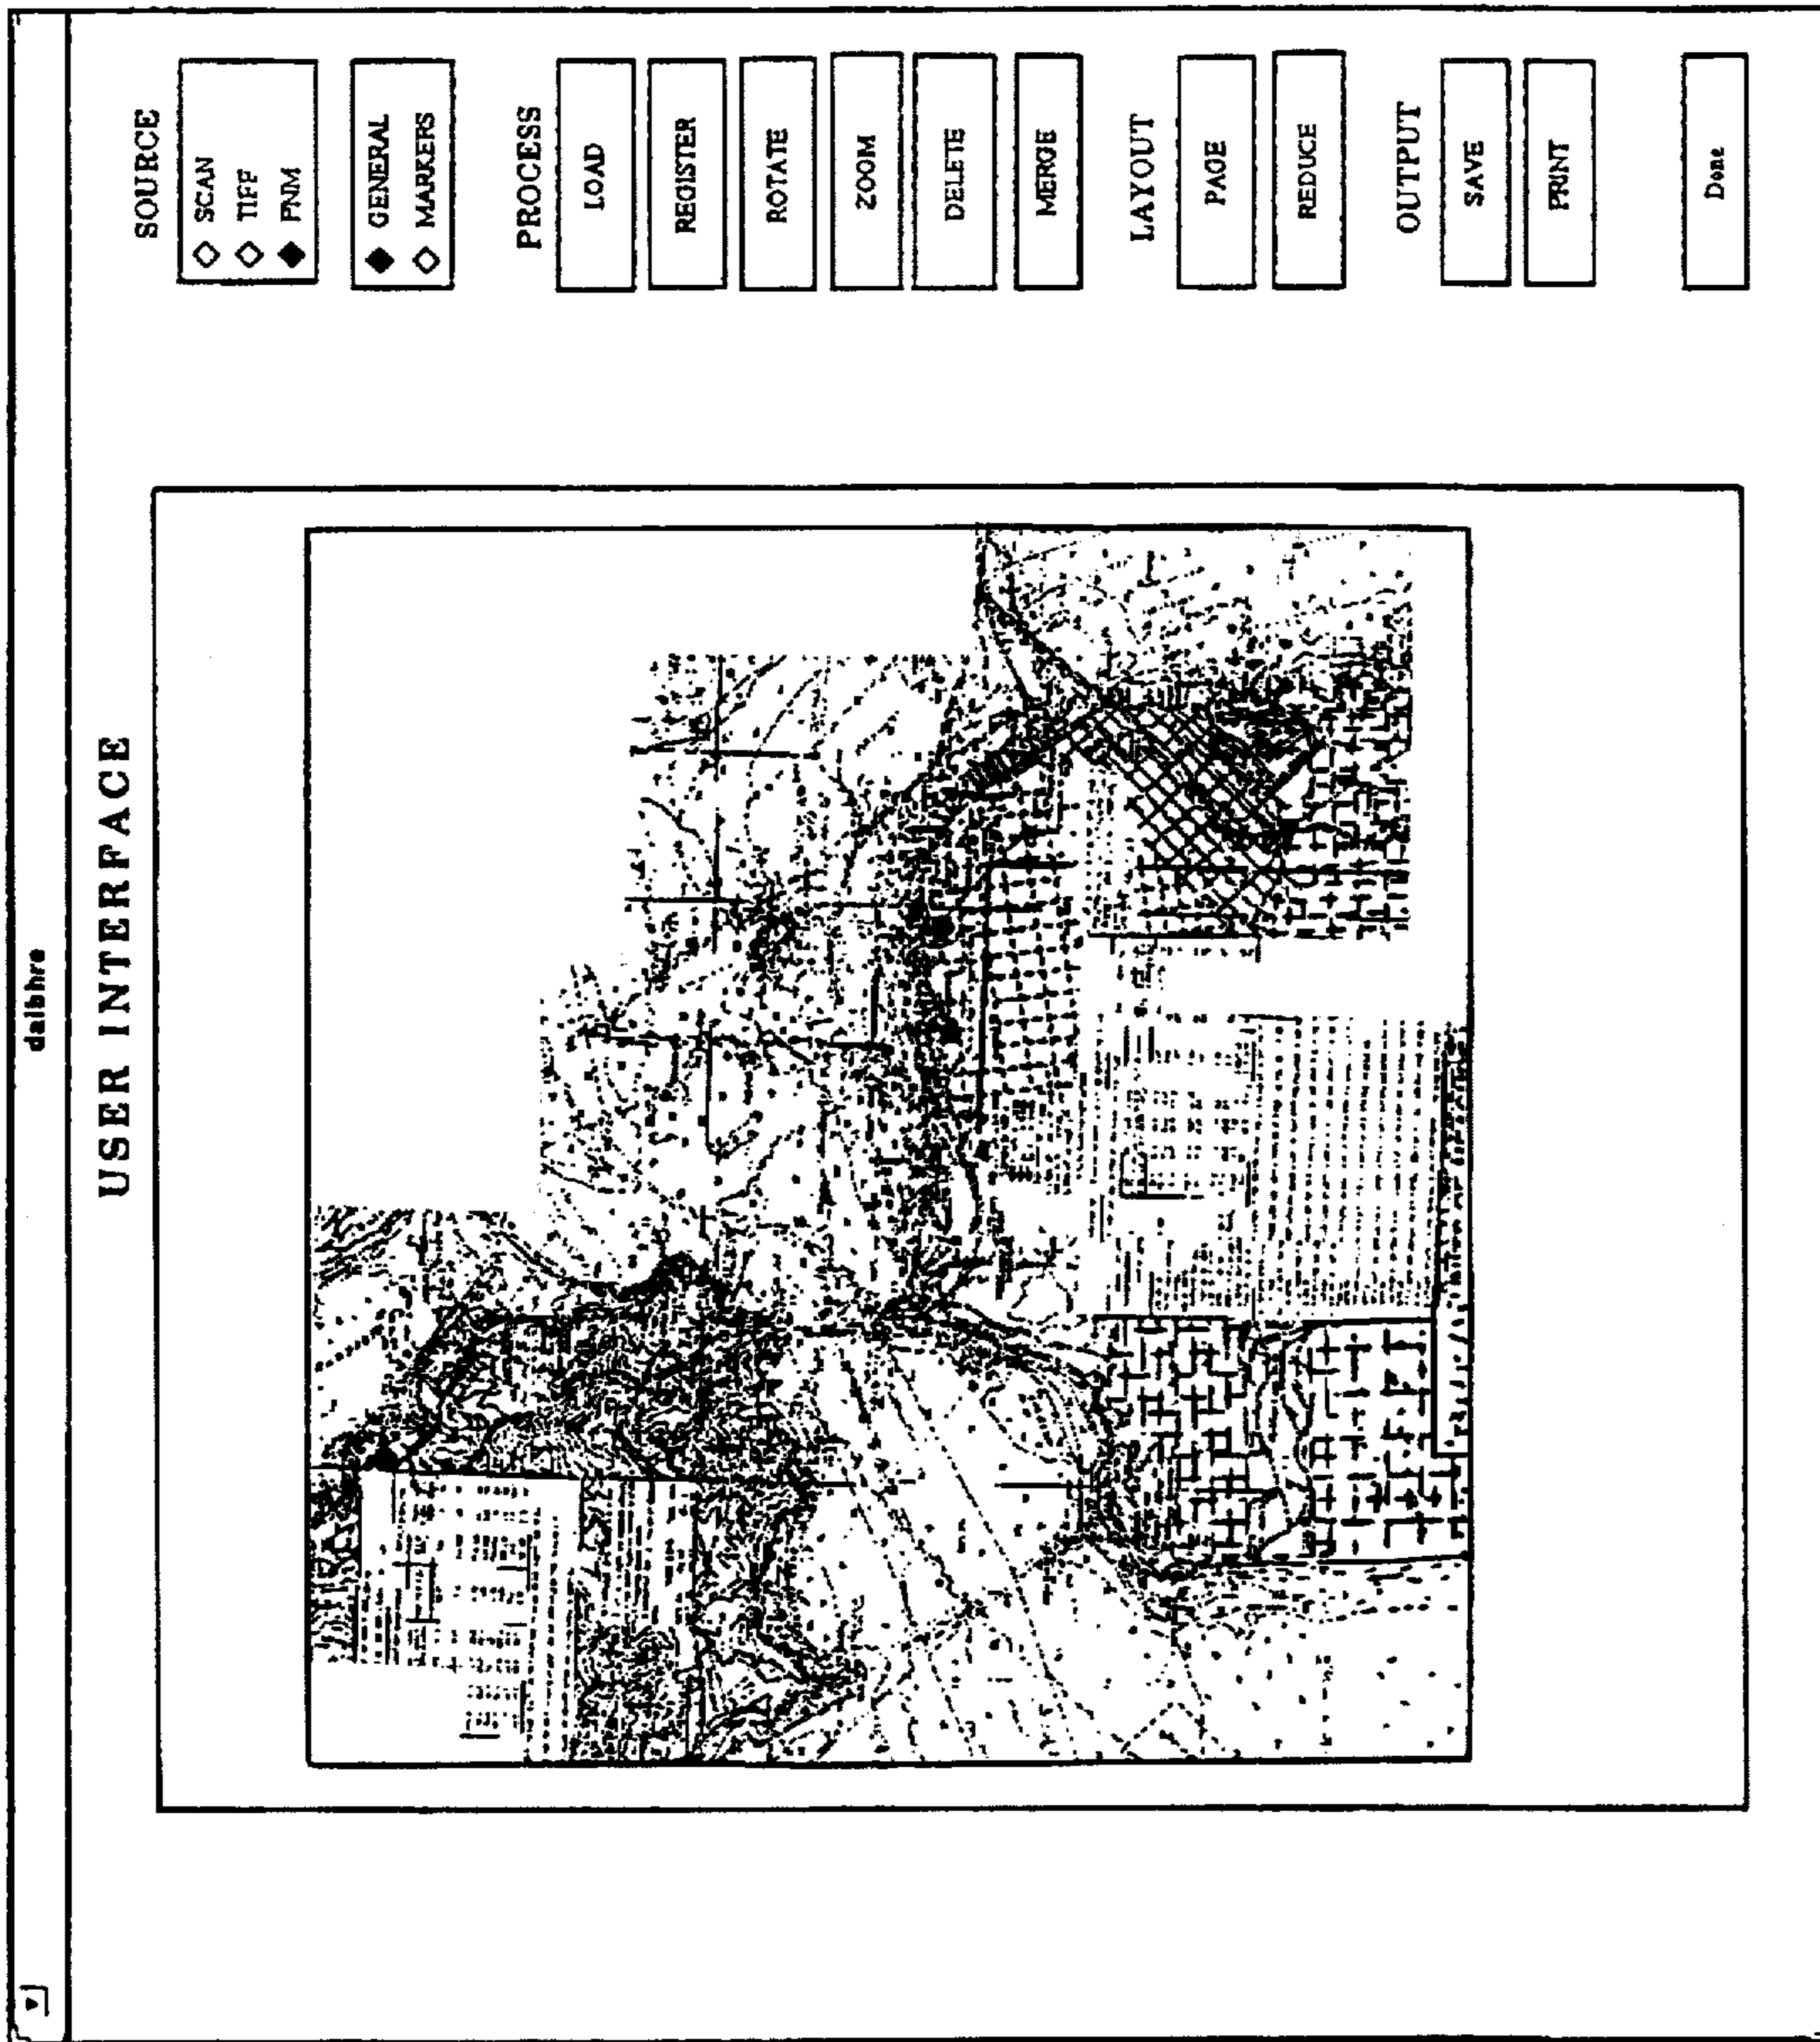 dalbhre
USER INTERFACE
SOURCE
SCAN
TIFF
PNM
GENERAL
MARKERS
PROCESS
LOAD
REGISTER
ROTATE
ZOOM
DELETE
MERGE
LAYOUT
PAGE
REDUCE
OUTPUT
SAVE
PRINT
Done